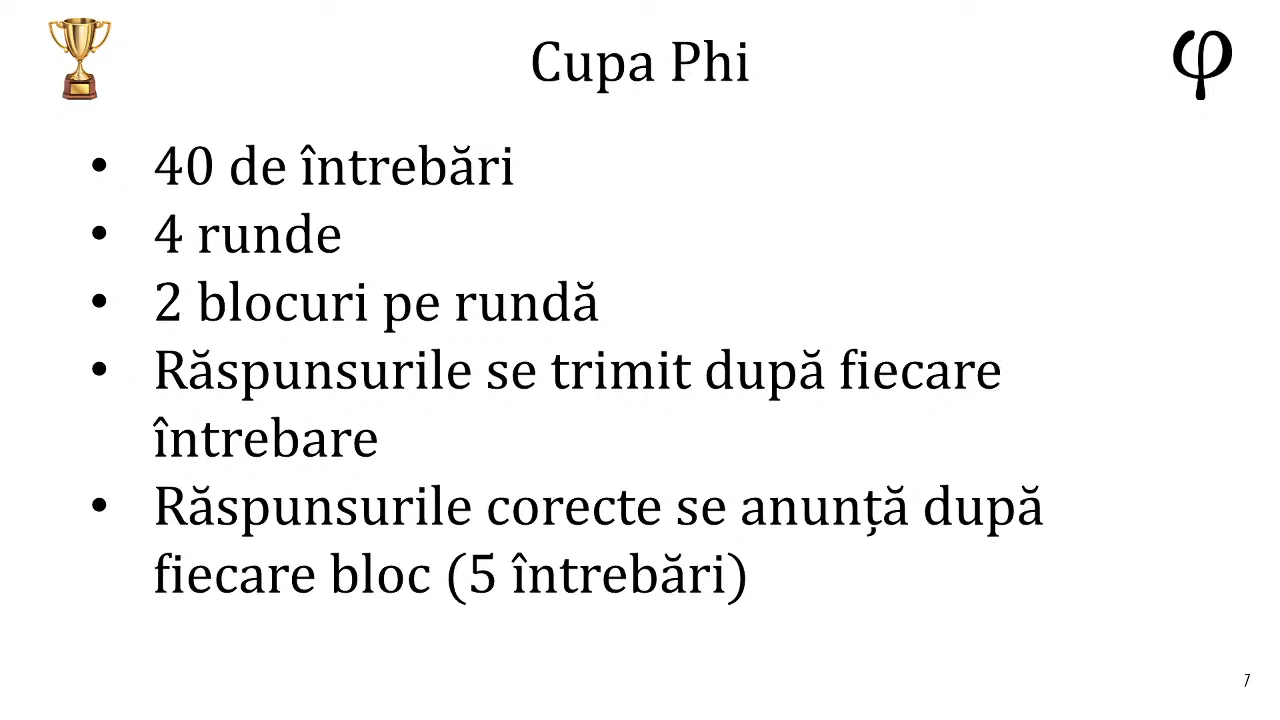 Cupa Phi
φ
• 40 de întrebări
• 4 runde
• 2 blocuri pe rundă
• Răspunsurile se trimit după fiecare
întrebare
• Răspunsurile corecte se anunță după
fiecare bloc (5 întrebări)
7